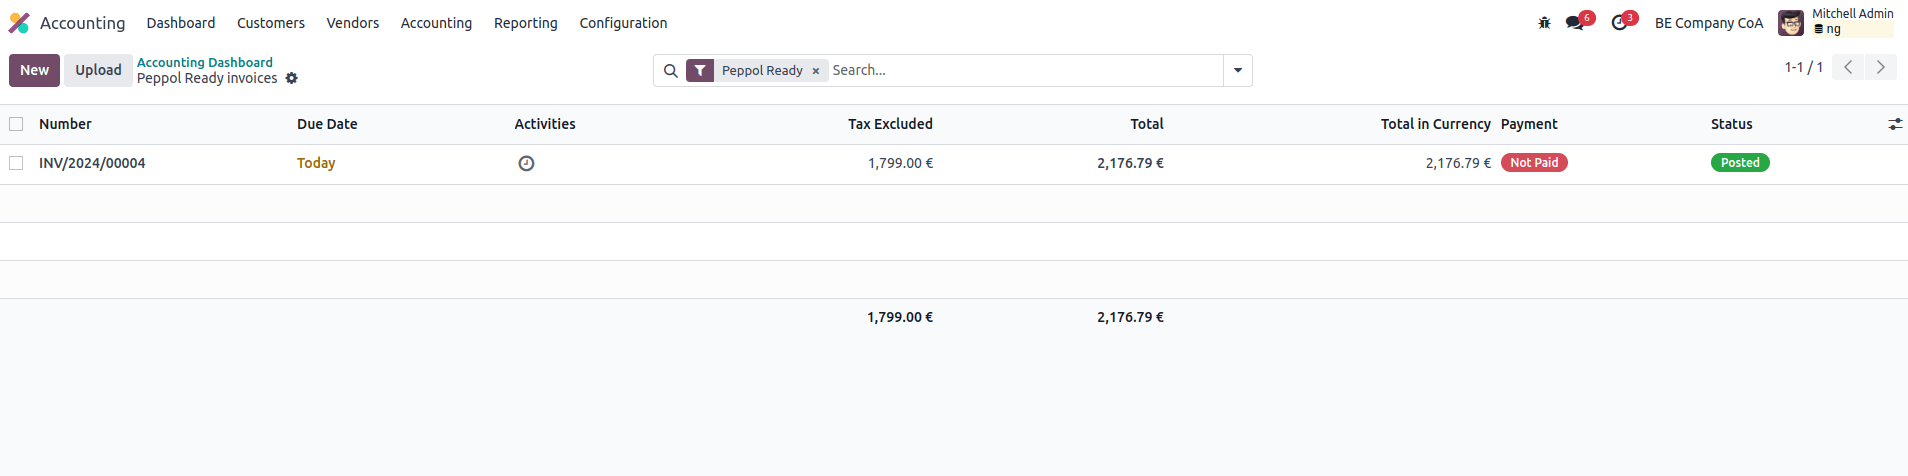 Accounting Dashboard Customers Vendors Accounting Reporting Configuration 6 3 BE Company CoA Mitchell Admin
ng
New Upload Accounting Dashboard
Peppol Ready invoices
Peppol Ready × Search...
1-1 / 1
Number Due Date Activities Tax Excluded Total Total in Currency Payment Status
INV/2024/00004 Today 1,799.00 € 2,176.79 € 2,176.79 € Not Paid Posted
1,799.00 € 2,176.79 €